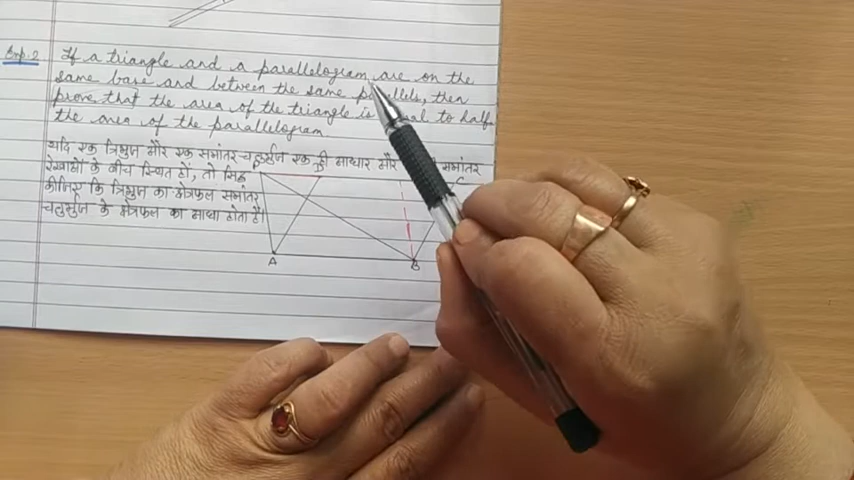 Exp. 2
If a triangle and a parallelogram are on the
same base and between the same parallels, then
prove that the area of the triangle is equal to half
the area of the parallelogram.
यदि एक त्रिभुज और एक समांतर चतुर्भुज एक ही आधार और समांतर
रेखाओं के बीच स्थित हों, तो सिद्ध
कीजिए कि त्रिभुज का क्षेत्रफल समांतर
चतुर्भुज के क्षेत्रफल का आधा होता है।
P D C
A B